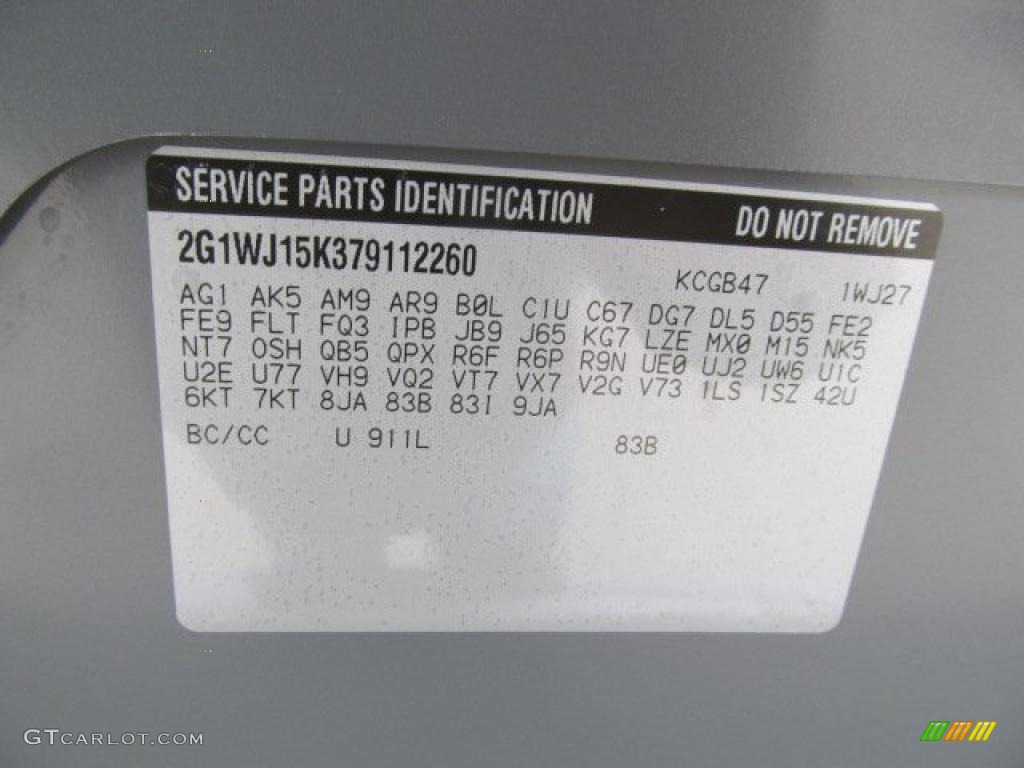 SERVICE PARTS IDENTIFICATION DO NOT REMOVE
2G1WJ15K379112260 KCGB47 1WJ27
AG1 AK5 AM9 AR9 B0L C1U C67 DG7 DL5 D55 FE2
FE9 FLT FQ3 IPB JB9 J65 KG7 LZE MX0 M15 NK5
NT7 OSH QB5 QPX R6F R6P R9N UE0 UJ2 UW6 U1C
U2E U77 VH9 VQ2 VT7 VX7 V2G V73 1LS 1SZ 42U
6KT 7KT 8JA 83B 83I 9JA
BC/CC U 911L 83B
GTCARLOT.COM